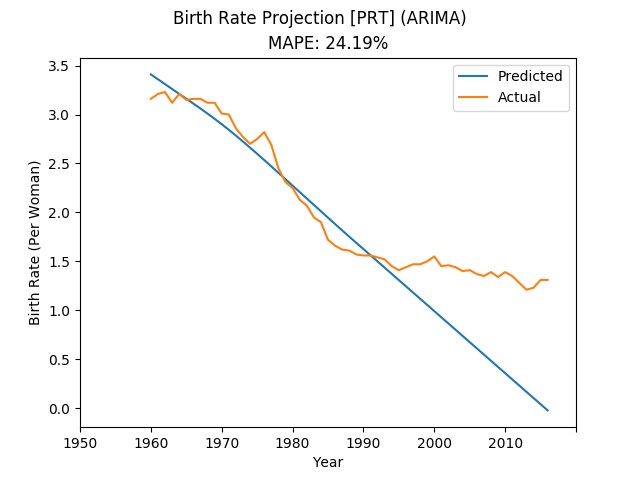 Birth Rate Projection [PRT] (ARIMA)
MAPE: 24.19%
Predicted
Actual
Birth Rate (Per Woman)
3.5
3.0
2.5
2.0
1.5
1.0
0.5
0.0
1950 1960 1970 1980 1990 2000 2010
Year